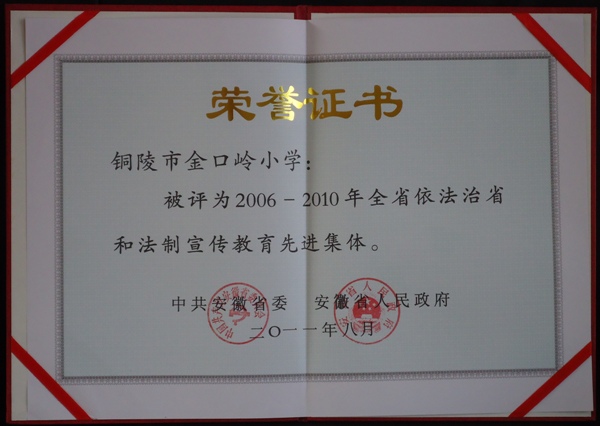 荣誉证书
铜陵市金口岭小学：
被评为2006－2010年全省依法治省
和法制宣传教育先进集体。
中共安徽省委 安徽省人民政府
二〇一一年八月